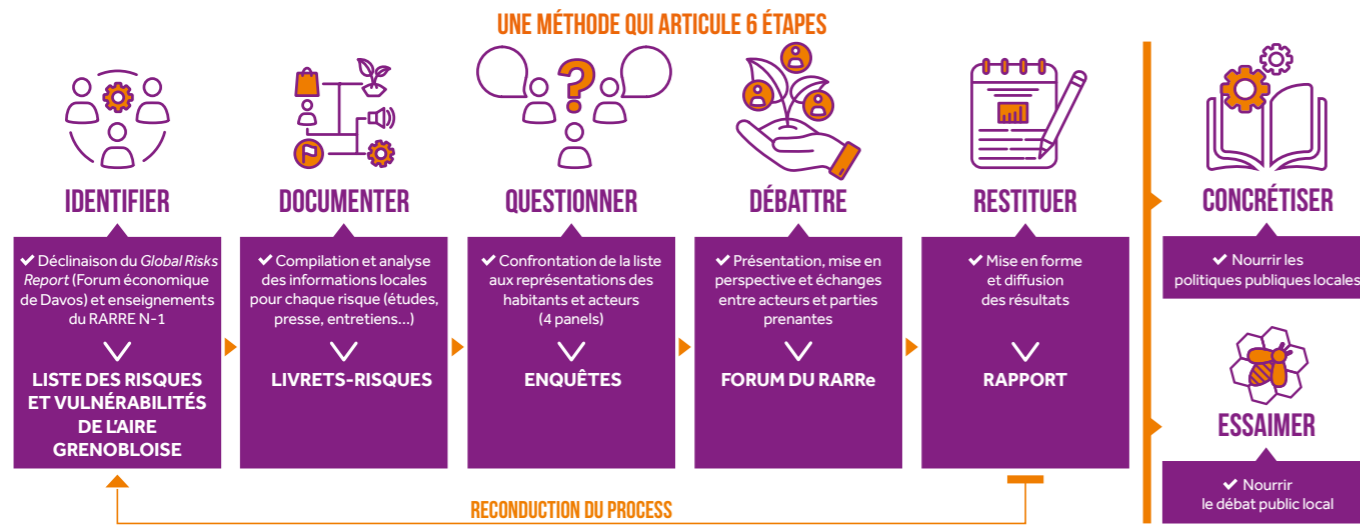 UNE MÉTHODE QUI ARTICULE 6 ÉTAPES
IDENTIFIER
✔ Déclinaison du Global Risks
Report (Forum économique
de Davos) et enseignements
du RARRE N-1
LISTE DES RISQUES
ET VULNÉRABILITÉS
DE L'AIRE
GRENOBLOISE
DOCUMENTER
✔ Compilation et analyse
des informations locales
pour chaque risque (études,
presse, entretiens...)
LIVRETS-RISQUES
QUESTIONNER
✔ Confrontation de la liste
aux représentations des
habitants et acteurs
(4 panels)
ENQUÊTES
DÉBATTRE
✔ Présentation, mise en
perspective et échanges
entre acteurs et parties
prenantes
FORUM DU RARRe
RESTITUER
✔ Mise en forme
et diffusion
des résultats
RAPPORT
RECONDUCTION DU PROCESS
CONCRÉTISER
✔ Nourrir les
politiques publiques locales
ESSAIMER
✔ Nourrir
le débat public local